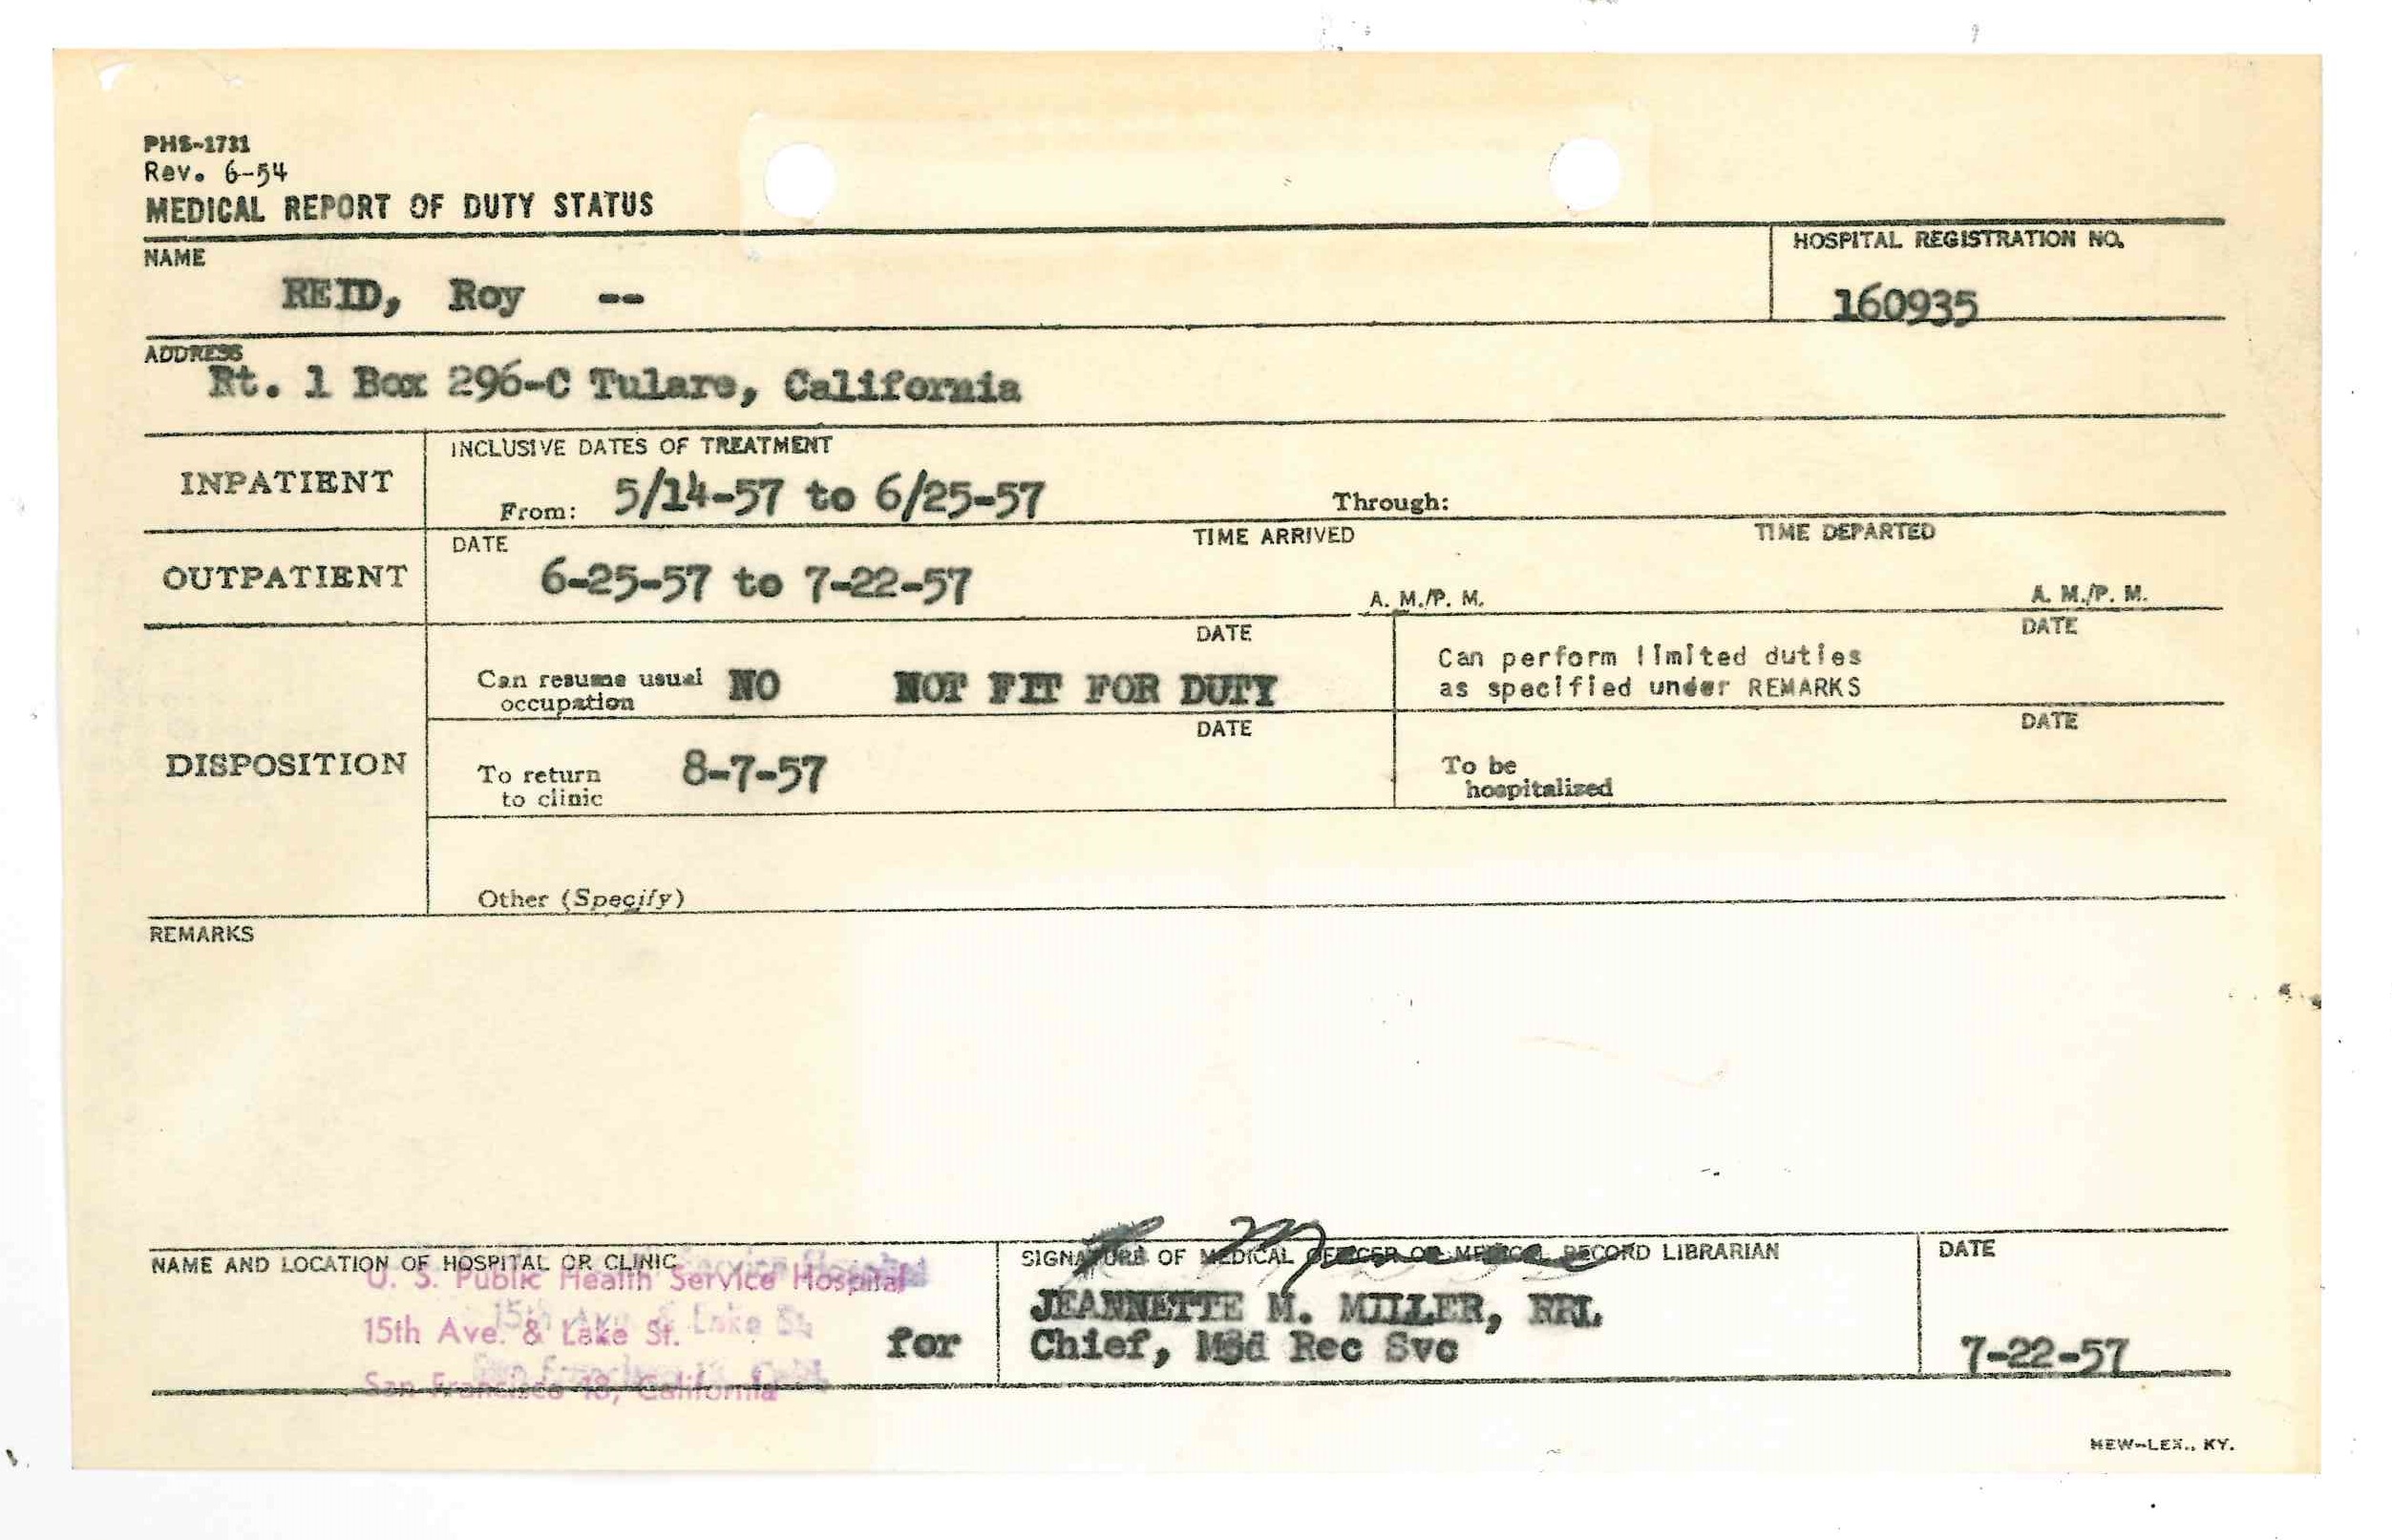 PHS-1731
Rev. 6-54
MEDICAL REPORT OF DUTY STATUS
NAME
REID, Roy --
HOSPITAL REGISTRATION NO.
160935
ADDRESS
Rt. 1 Box 296-C Tulare, California
INPATIENT
INCLUSIVE DATES OF TREATMENT
From: 5/14-57 to 6/25-57 Through:
OUTPATIENT
DATE
6-25-57 to 7-22-57
TIME ARRIVED
A. M./P. M.
TIME DEPARTED
A. M./P. M.
DISPOSITION
DATE
Can resume usual
occupation
NO NOT FIT FOR DUTY
DATE
Can perform limited duties
as specified under REMARKS
DATE
To return
to clinic
8-7-57
DATE
To be
hospitalized
Other (Specify)
REMARKS
NAME AND LOCATION OF HOSPITAL OR CLINIC
U. S. Public Health Service Hospital
15th Ave. & Lake St.
San Francisco 18, California
for
SIGNATURE OF MEDICAL OFFICER OR MEDICAL RECORD LIBRARIAN
JEANNETTE M. MILLER, RRL
Chief, Med Rec Svc
DATE
7-22-57
MEW-LEX., KY.